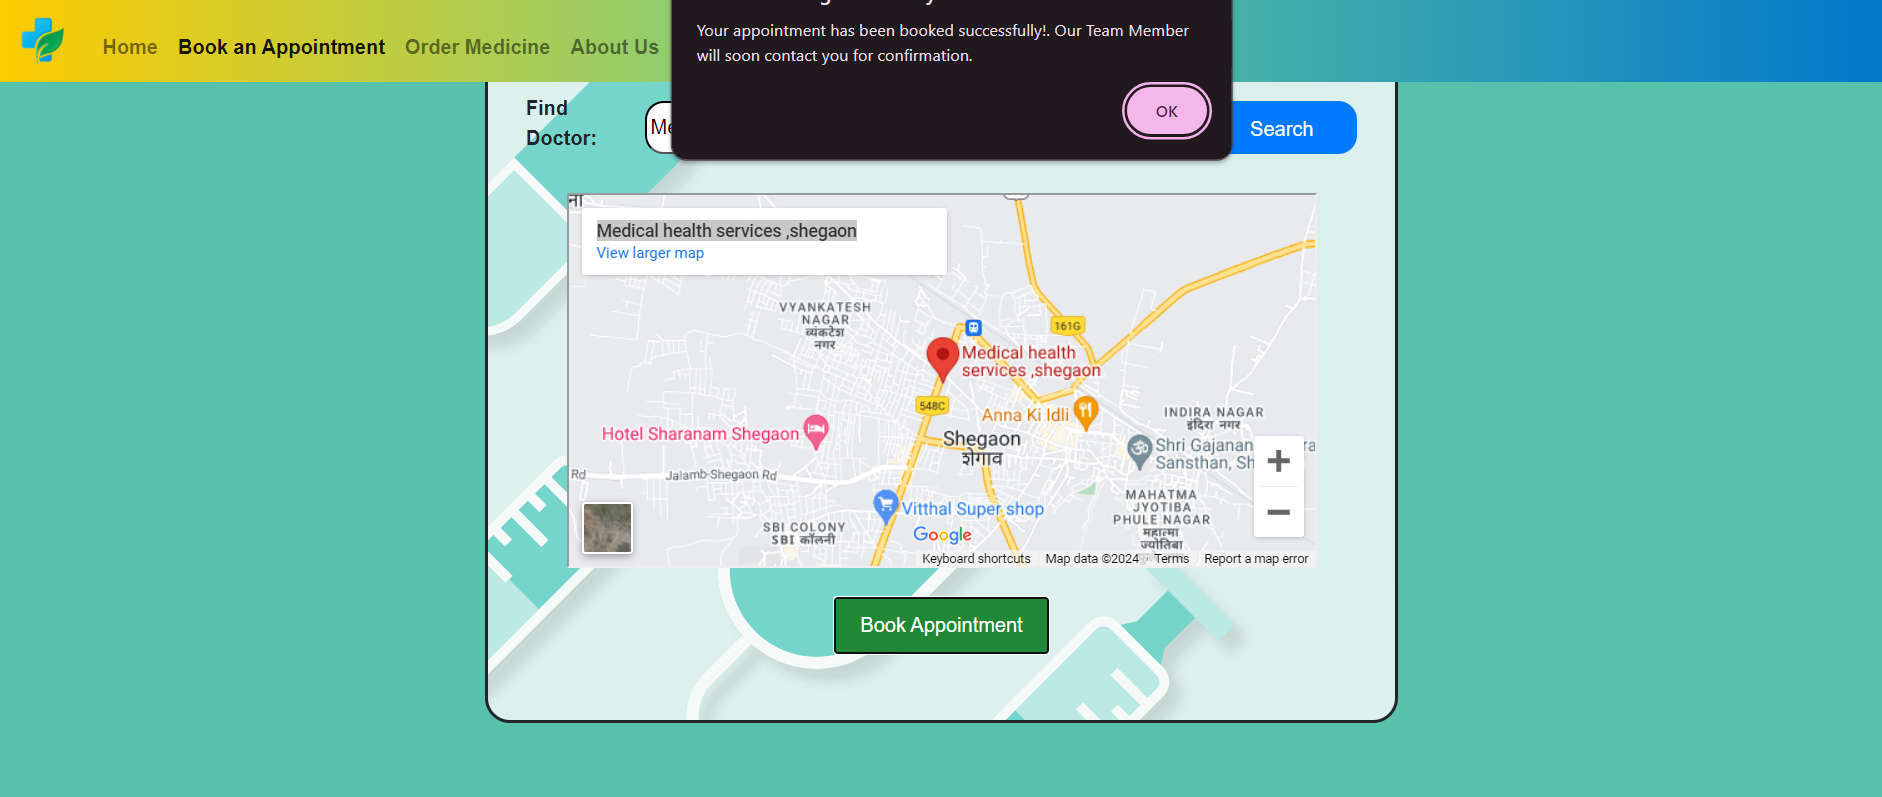 Home
Book an Appointment
Order Medicine
About Us
Your appointment has been booked successfully!. Our Team Member
will soon contact you for confirmation.
OK
Find
Doctor:
Search
Medical health services ,shegaon
View larger map
VYANKATESH
NAGAR
व्यंकटेश
नगर
161G
Medical health
services ,shegaon
548C
Anna Ki Idli
INDIRA NAGAR
इंदिरा नगर
Hotel Sharanam Shegaon
Shegaon
शेगाव
Shri Gajanan
Sansthan, Sh
Rd
Jalamb-Shegaon Rd
MAHATMA
JYOTIBA
PHULE NAGAR
महात्मा
ज्योतिबा
Vitthal Super shop
SBI COLONY
SBI कॉलनी
Google
Keyboard shortcuts
Map data ©2024
Terms
Report a map error
Book Appointment